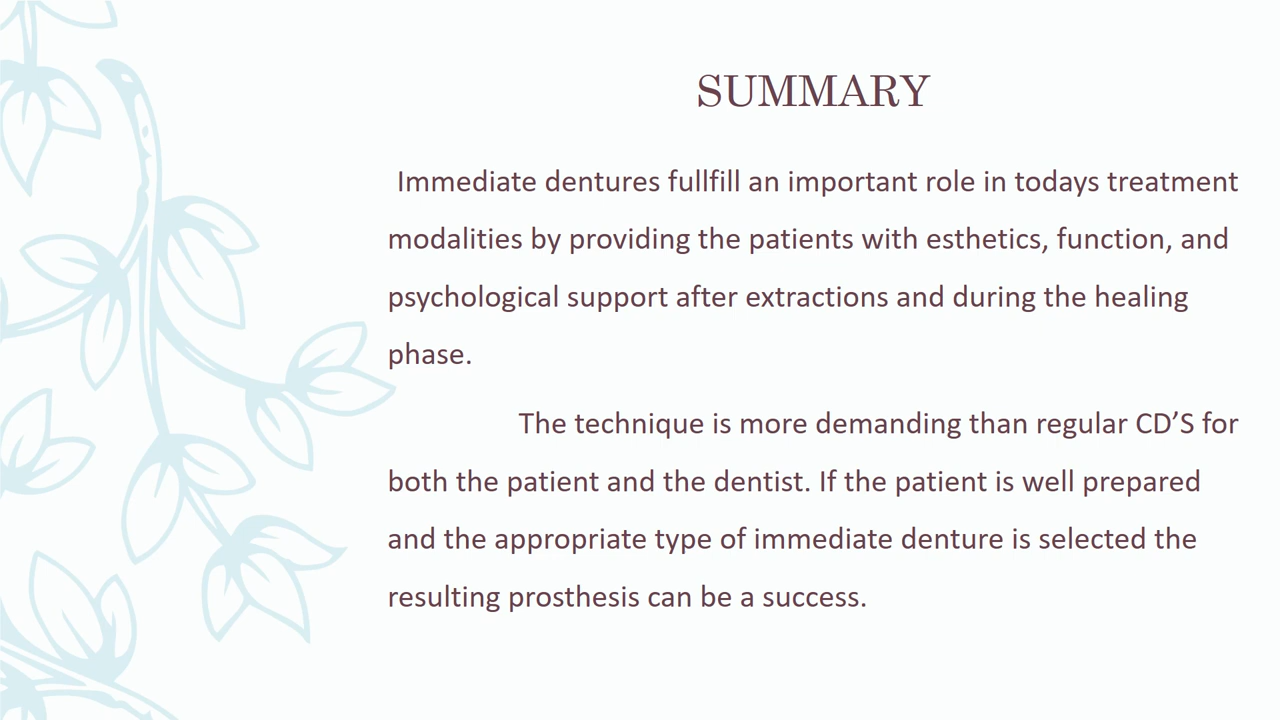 SUMMARY
Immediate dentures fullfill an important role in todays treatment
modalities by providing the patients with esthetics, function, and
psychological support after extractions and during the healing
phase.
The technique is more demanding than regular CD’S for
both the patient and the dentist. If the patient is well prepared
and the appropriate type of immediate denture is selected the
resulting prosthesis can be a success.